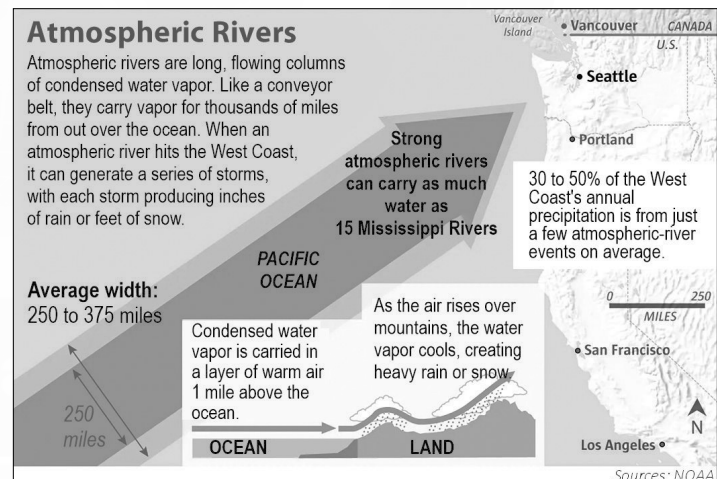 Atmospheric Rivers
Atmospheric rivers are long, flowing columns
of condensed water vapor. Like a conveyor
belt, they carry vapor for thousands of miles
from out over the ocean. When an
atmospheric river hits the West Coast,
it can generate a series of storms,
with each storm producing inches
of rain or feet of snow.
Vancouver
Island
Vancouver
CANADA
U.S.
Seattle
Portland
Strong
atmospheric rivers
can carry as much
water as
15 Mississippi Rivers
30 to 50% of the West
Coast's annual
precipitation is from just
a few atmospheric-river
events on average.
PACIFIC
OCEAN
Average width:
250 to 375 miles
250
miles
Condensed water
vapor is carried in
a layer of warm air
1 mile above the
ocean.
As the air rises over
mountains, the water
vapor cools, creating
heavy rain or snow.
OCEAN
LAND
0 250
MILES
San Francisco
N
Los Angeles
Sources: NOAA